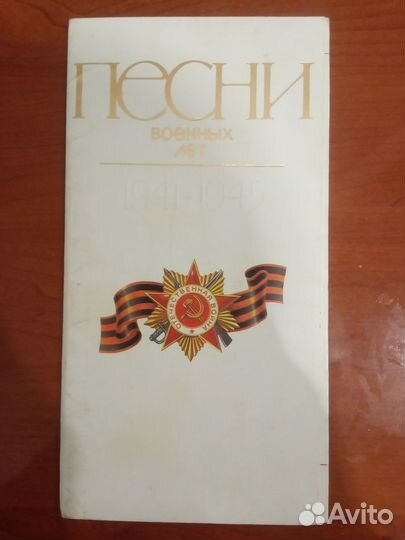 Песни
военных
лет
1941-1945
ОТЕЧЕСТВЕННАЯ ВОЙНА
Avito